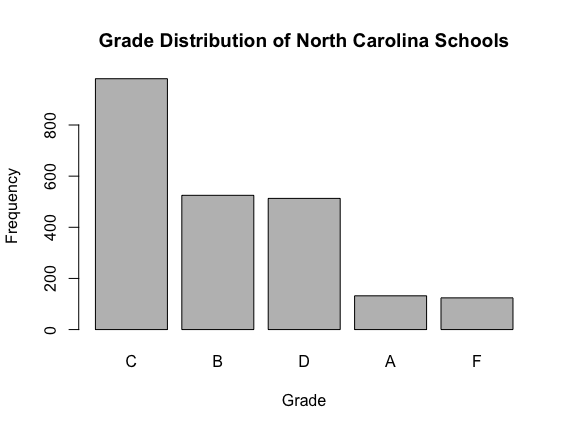 Grade Distribution of North Carolina Schools
Frequency
800
600
400
200
0
C B D A F
Grade